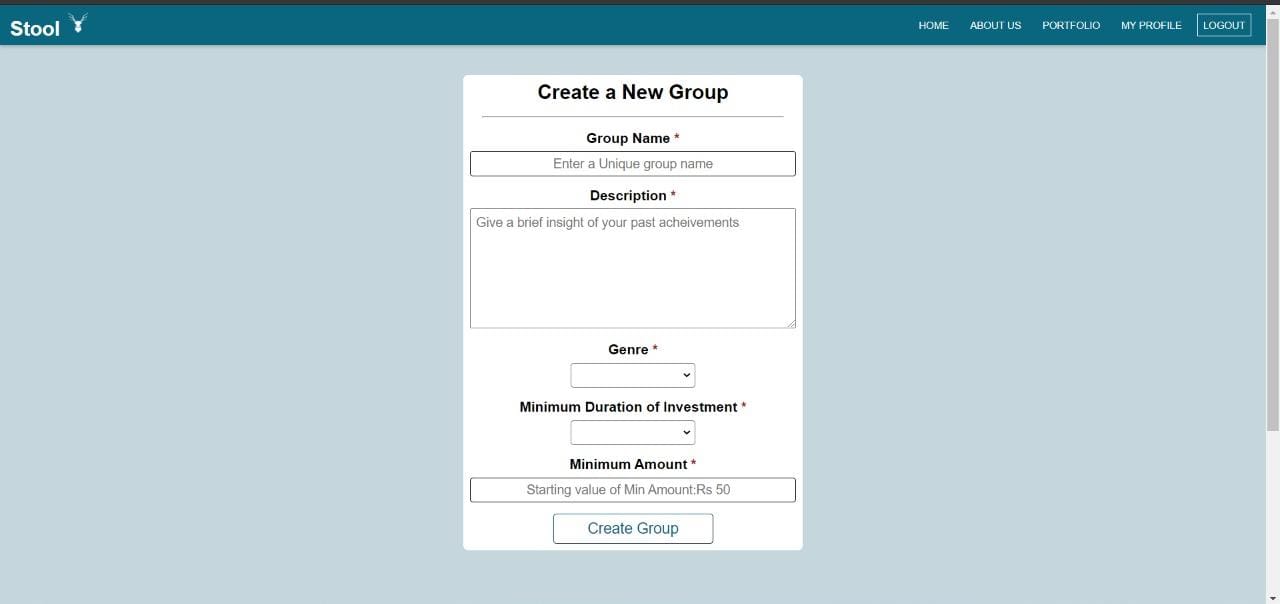 Stool
HOME ABOUT US PORTFOLIO MY PROFILE LOGOUT
Create a New Group
Group Name *
Enter a Unique group name
Description *
Give a brief insight of your past acheivements
Genre *
Minimum Duration of Investment *
Minimum Amount *
Starting value of Min Amount:Rs 50
Create Group